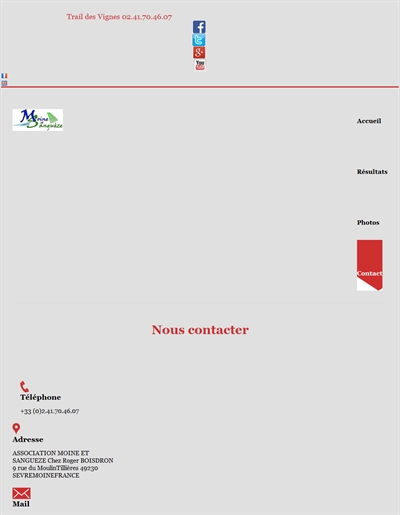 Trail des Vignes 02.41.70.46.07
You
Tube
Moine
Sanguèze
Accueil
Résultats
Photos
Contact
Nous contacter
Téléphone
+33 (0)2.41.70.46.07
Adresse
ASSOCIATION MOINE ET
SANGUEZE Chez Roger BOISDRON
9 rue du MoulinTillières 49230
SEVREMOINEFRANCE
Mail